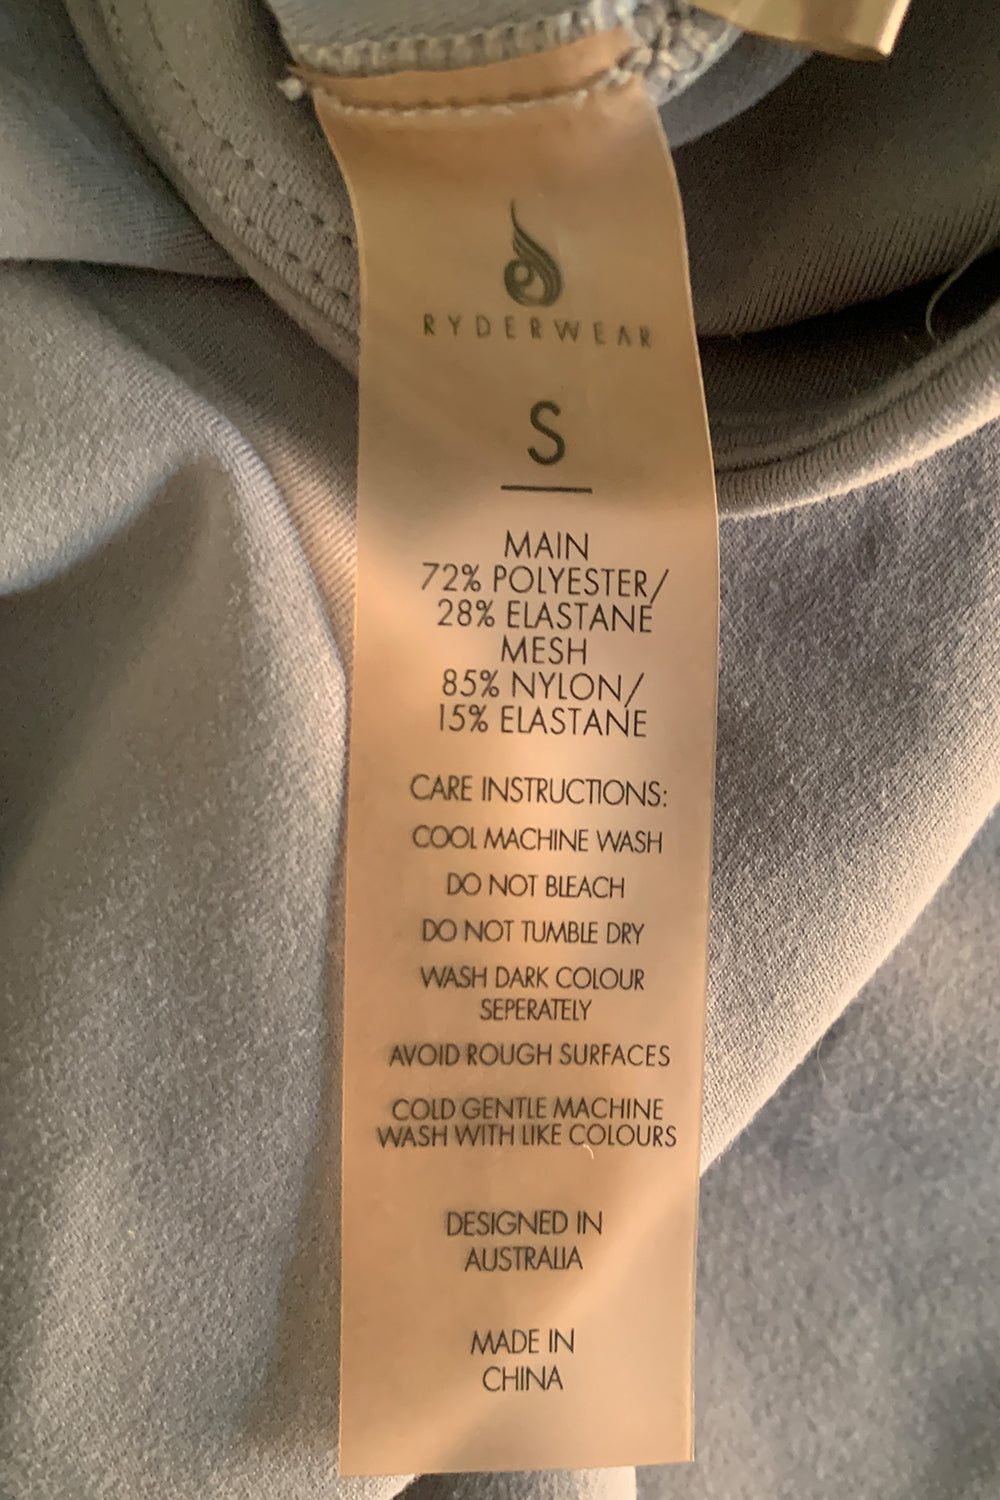 RYDERWEAR
S
MAIN
72% POLYESTER/
28% ELASTANE
MESH
85% NYLON/
15% ELASTANE
CARE INSTRUCTIONS:
COOL MACHINE WASH
DO NOT BLEACH
DO NOT TUMBLE DRY
WASH DARK COLOUR
SEPERATELY
AVOID ROUGH SURFACES
COLD GENTLE MACHINE
WASH WITH LIKE COLOURS
DESIGNED IN
AUSTRALIA
MADE IN
CHINA